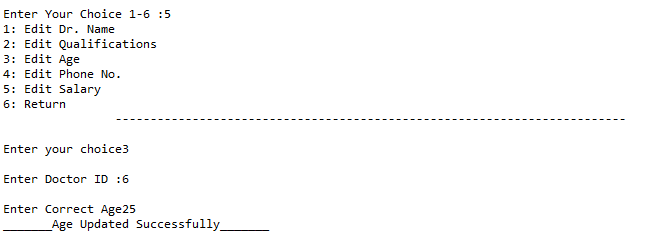 Enter Your Choice 1-6 :5
1: Edit Dr. Name
2: Edit Qualifications
3: Edit Age
4: Edit Phone No.
5: Edit Salary
6: Return
-------------------------------------------------------------------------
Enter your choice3
Enter Doctor ID :6
Enter Correct Age25
_______Age Updated Successfully_______